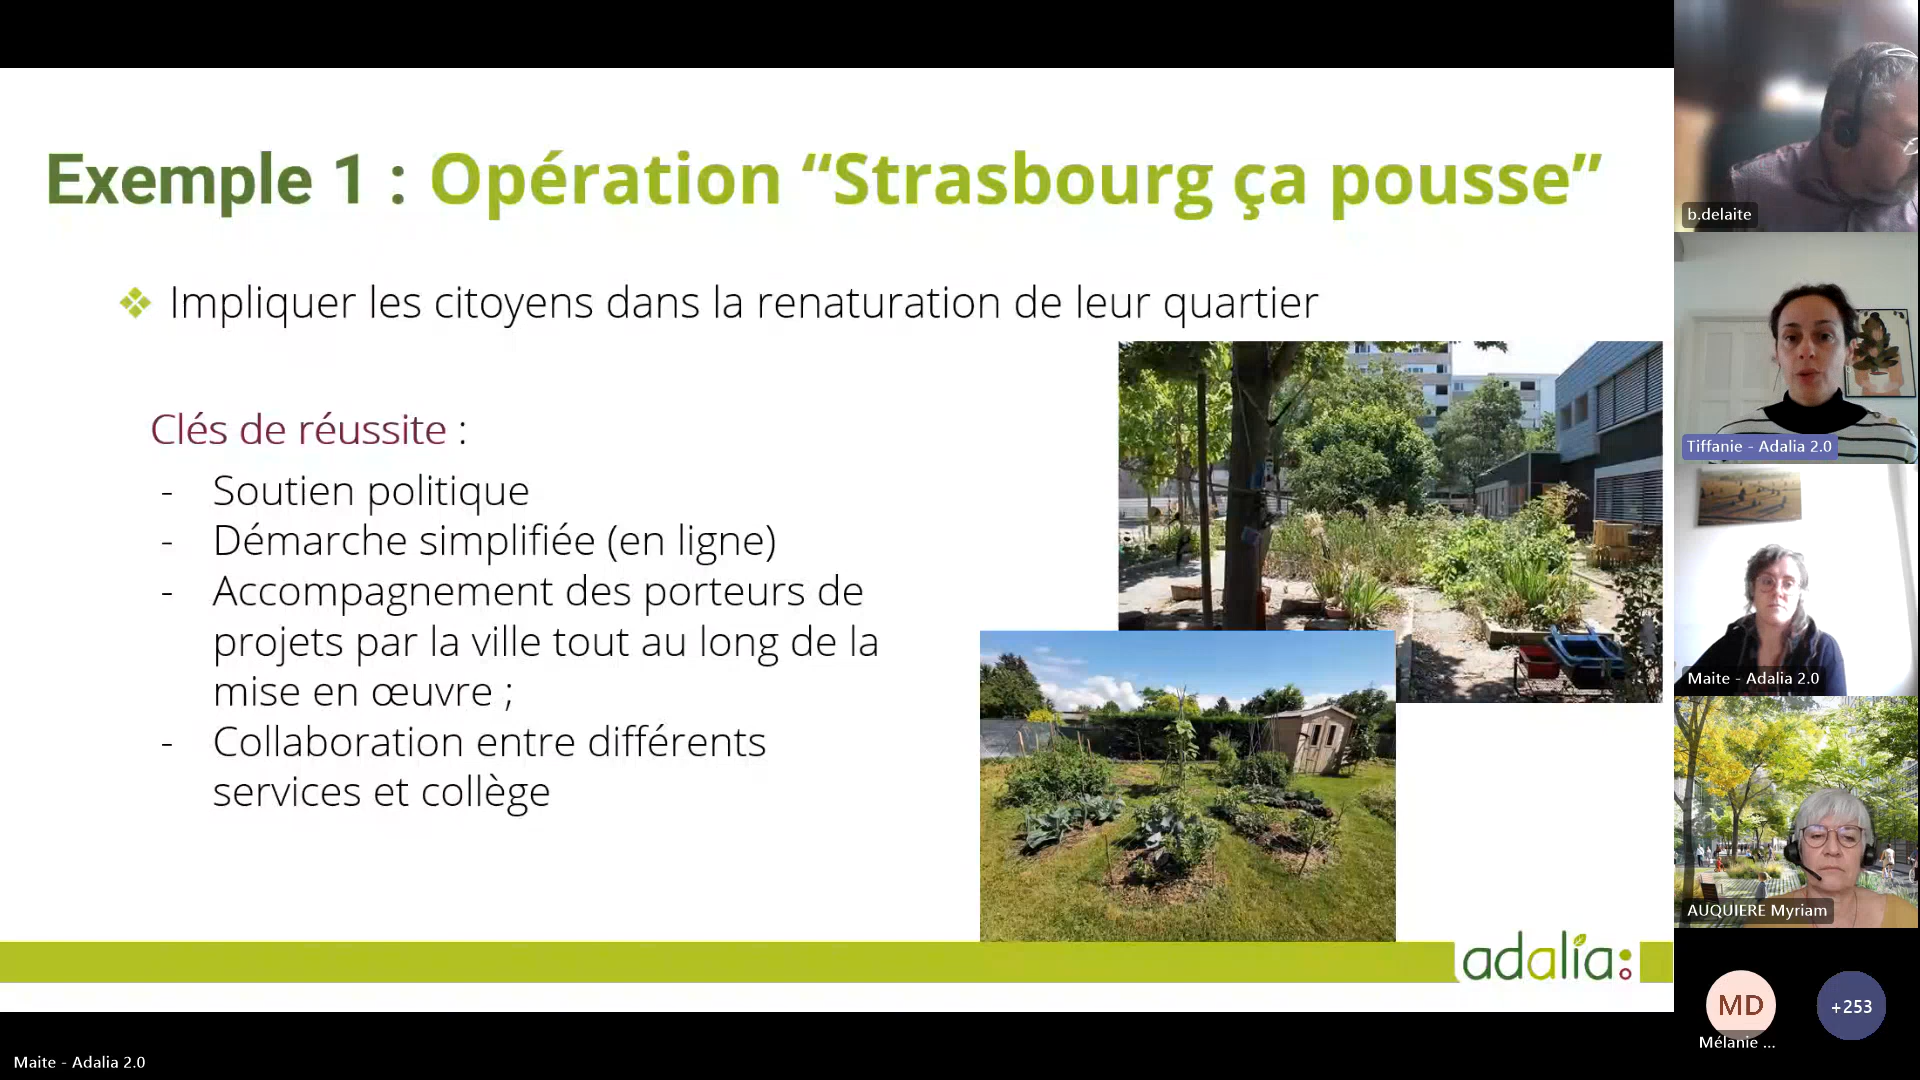 Exemple 1 : Opération “Strasbourg ça pousse”
Impliquer les citoyens dans la renaturation de leur quartier
Clés de réussite :
- Soutien politique
- Démarche simplifiée (en ligne)
- Accompagnement des porteurs de
projets par la ville tout au long de la
mise en œuvre ;
- Collaboration entre différents
services et collège
adalia
Maite - Adalia 2.0
b.delaite
Tiffanie - Adalia 2.0
Maite - Adalia 2.0
AUQUIERE Myriam
MD
Mélanie ...
+253